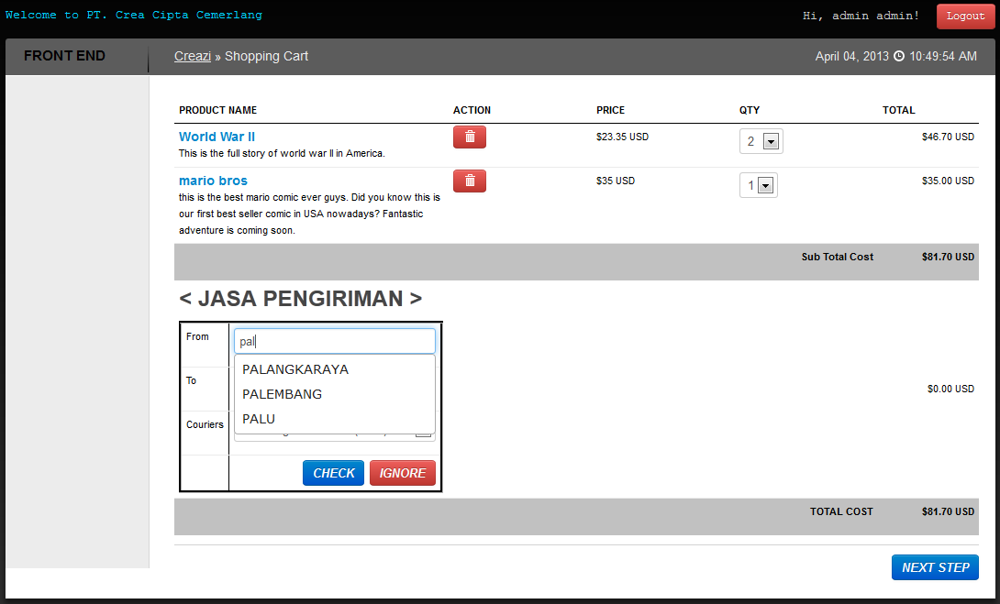 Welcome to PT. Crea Cipta Cemerlang
Hi, admin admin!
Logout
FRONT END
Creazi » Shopping Cart
April 04, 2013 10:49:54 AM
PRODUCT NAME ACTION PRICE QTY TOTAL
World War II $23.35 USD 2 $46.70 USD
This is the full story of world war II in America.
mario bros $35 USD 1 $35.00 USD
this is the best mario comic ever guys. Did you know this is
our first best seller comic in USA nowadays? Fantastic
adventure is coming soon.
Sub Total Cost $81.70 USD
< JASA PENGIRIMAN >
From pal
PALANGKARAYA
To
PALEMBANG
$0.00 USD
PALU
Couriers
CHECK IGNORE
TOTAL COST $81.70 USD
NEXT STEP